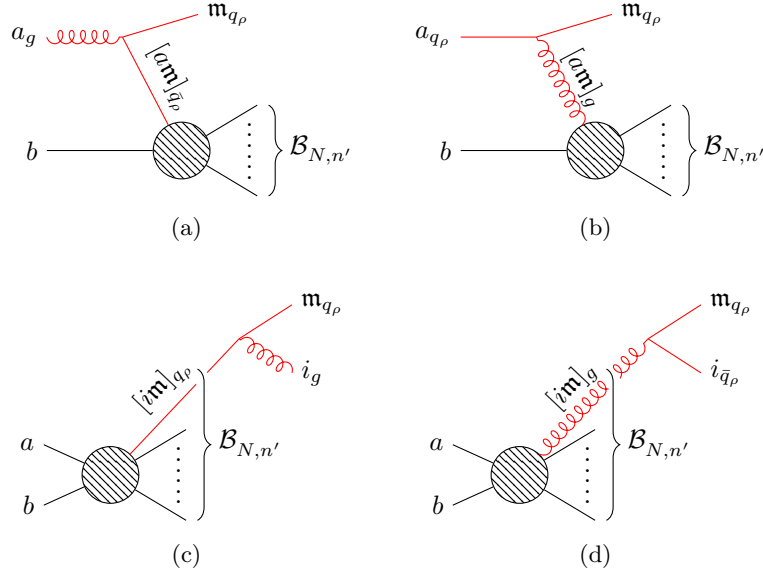 𝔪_{q_ρ}
a_g
[a𝔪]_{q̄_ρ}
b
ℬ_{N,n′}
(a)
𝔪_{q_ρ}
a_{q_ρ}
[a𝔪]_g
b
ℬ_{N,n′}
(b)
𝔪_{q_ρ}
i_g
[i𝔪]_{q_ρ}
a
ℬ_{N,n′}
b
(c)
𝔪_{q_ρ}
i_{q̄_ρ}
[i𝔪]_g
a
ℬ_{N,n′}
b
(d)